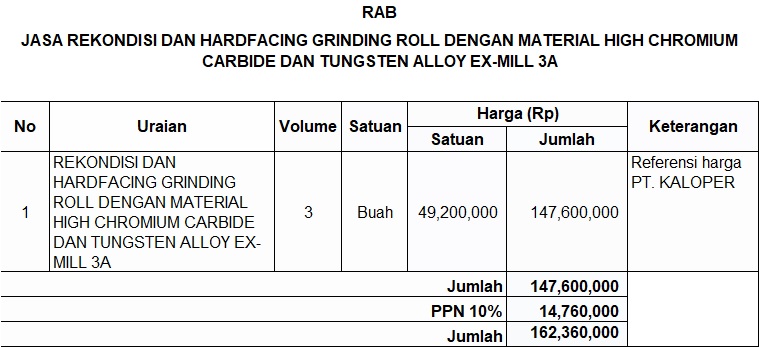 RAB
JASA REKONDISI DAN HARDFACING GRINDING ROLL DENGAN MATERIAL HIGH CHROMIUM
CARBIDE DAN TUNGSTEN ALLOY EX-MILL 3A
No Uraian Volume Satuan Harga (Rp) Keterangan
Satuan Jumlah
1 REKONDISI DAN
HARDFACING GRINDING
ROLL DENGAN MATERIAL
HIGH CHROMIUM CARBIDE
DAN TUNGSTEN ALLOY EX-
MILL 3A
3 Buah 49,200,000 147,600,000
Referensi harga
PT. KALOPER
Jumlah 147,600,000
PPN 10% 14,760,000
Jumlah 162,360,000